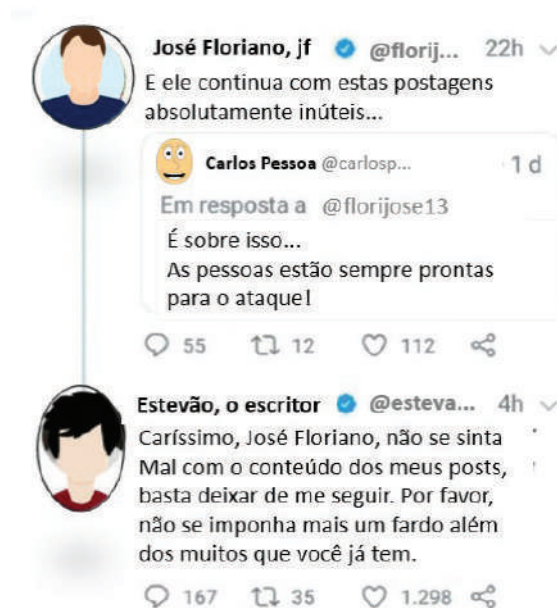 José Floriano, jf @florij... 22h
E ele continua com estas postagens
absolutamente inúteis...
Carlos Pessoa @carlosp... · 1 d
Em resposta a @florijose13
É sobre isso...
As pessoas estão sempre prontas
para o ataque!
55 12 112
Estevão, o escritor @esteva... 4h
Caríssimo, José Floriano, não se sinta
Mal com o conteúdo dos meus posts,
basta deixar de me seguir. Por favor,
não se imponha mais um fardo além
dos muitos que você já tem.
167 35 1.298